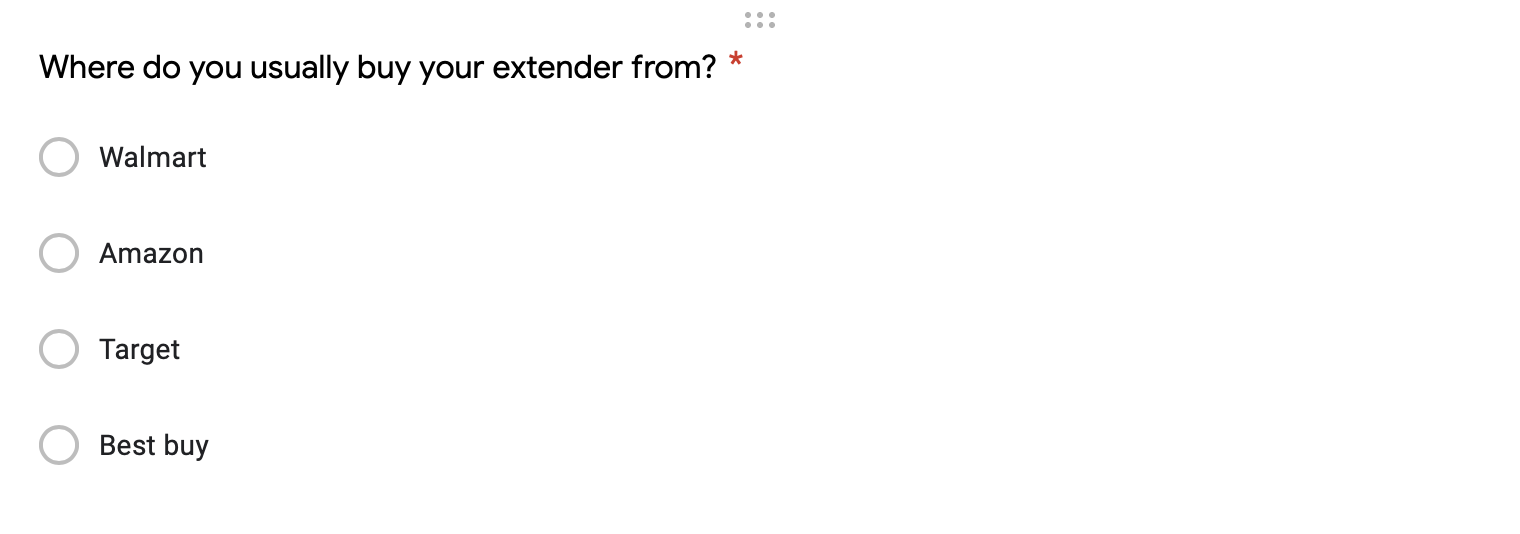 Where do you usually buy your extender from? *
Walmart
Amazon
Target
Best buy